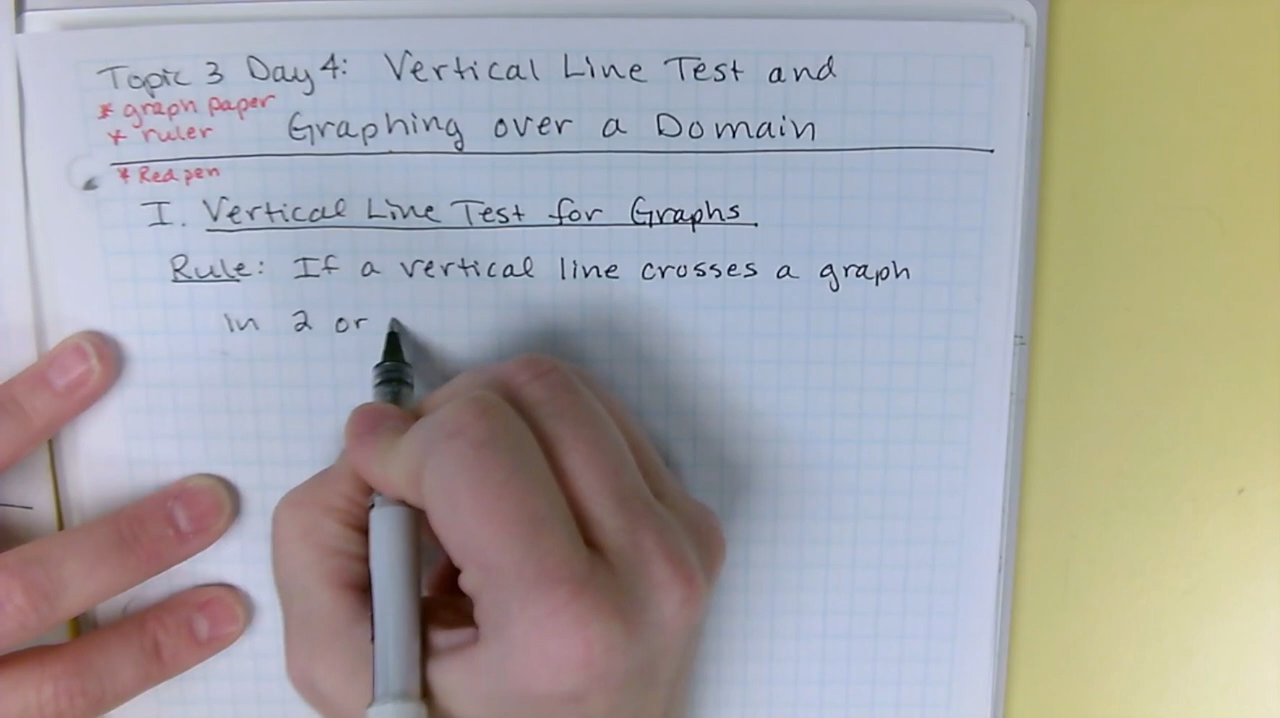 Topic 3 Day 4: Vertical Line Test and
* graph paper
* ruler
Graphing over a Domain
* Red pen
I. Vertical Line Test for Graphs
Rule: If a vertical line crosses a graph
in 2 or